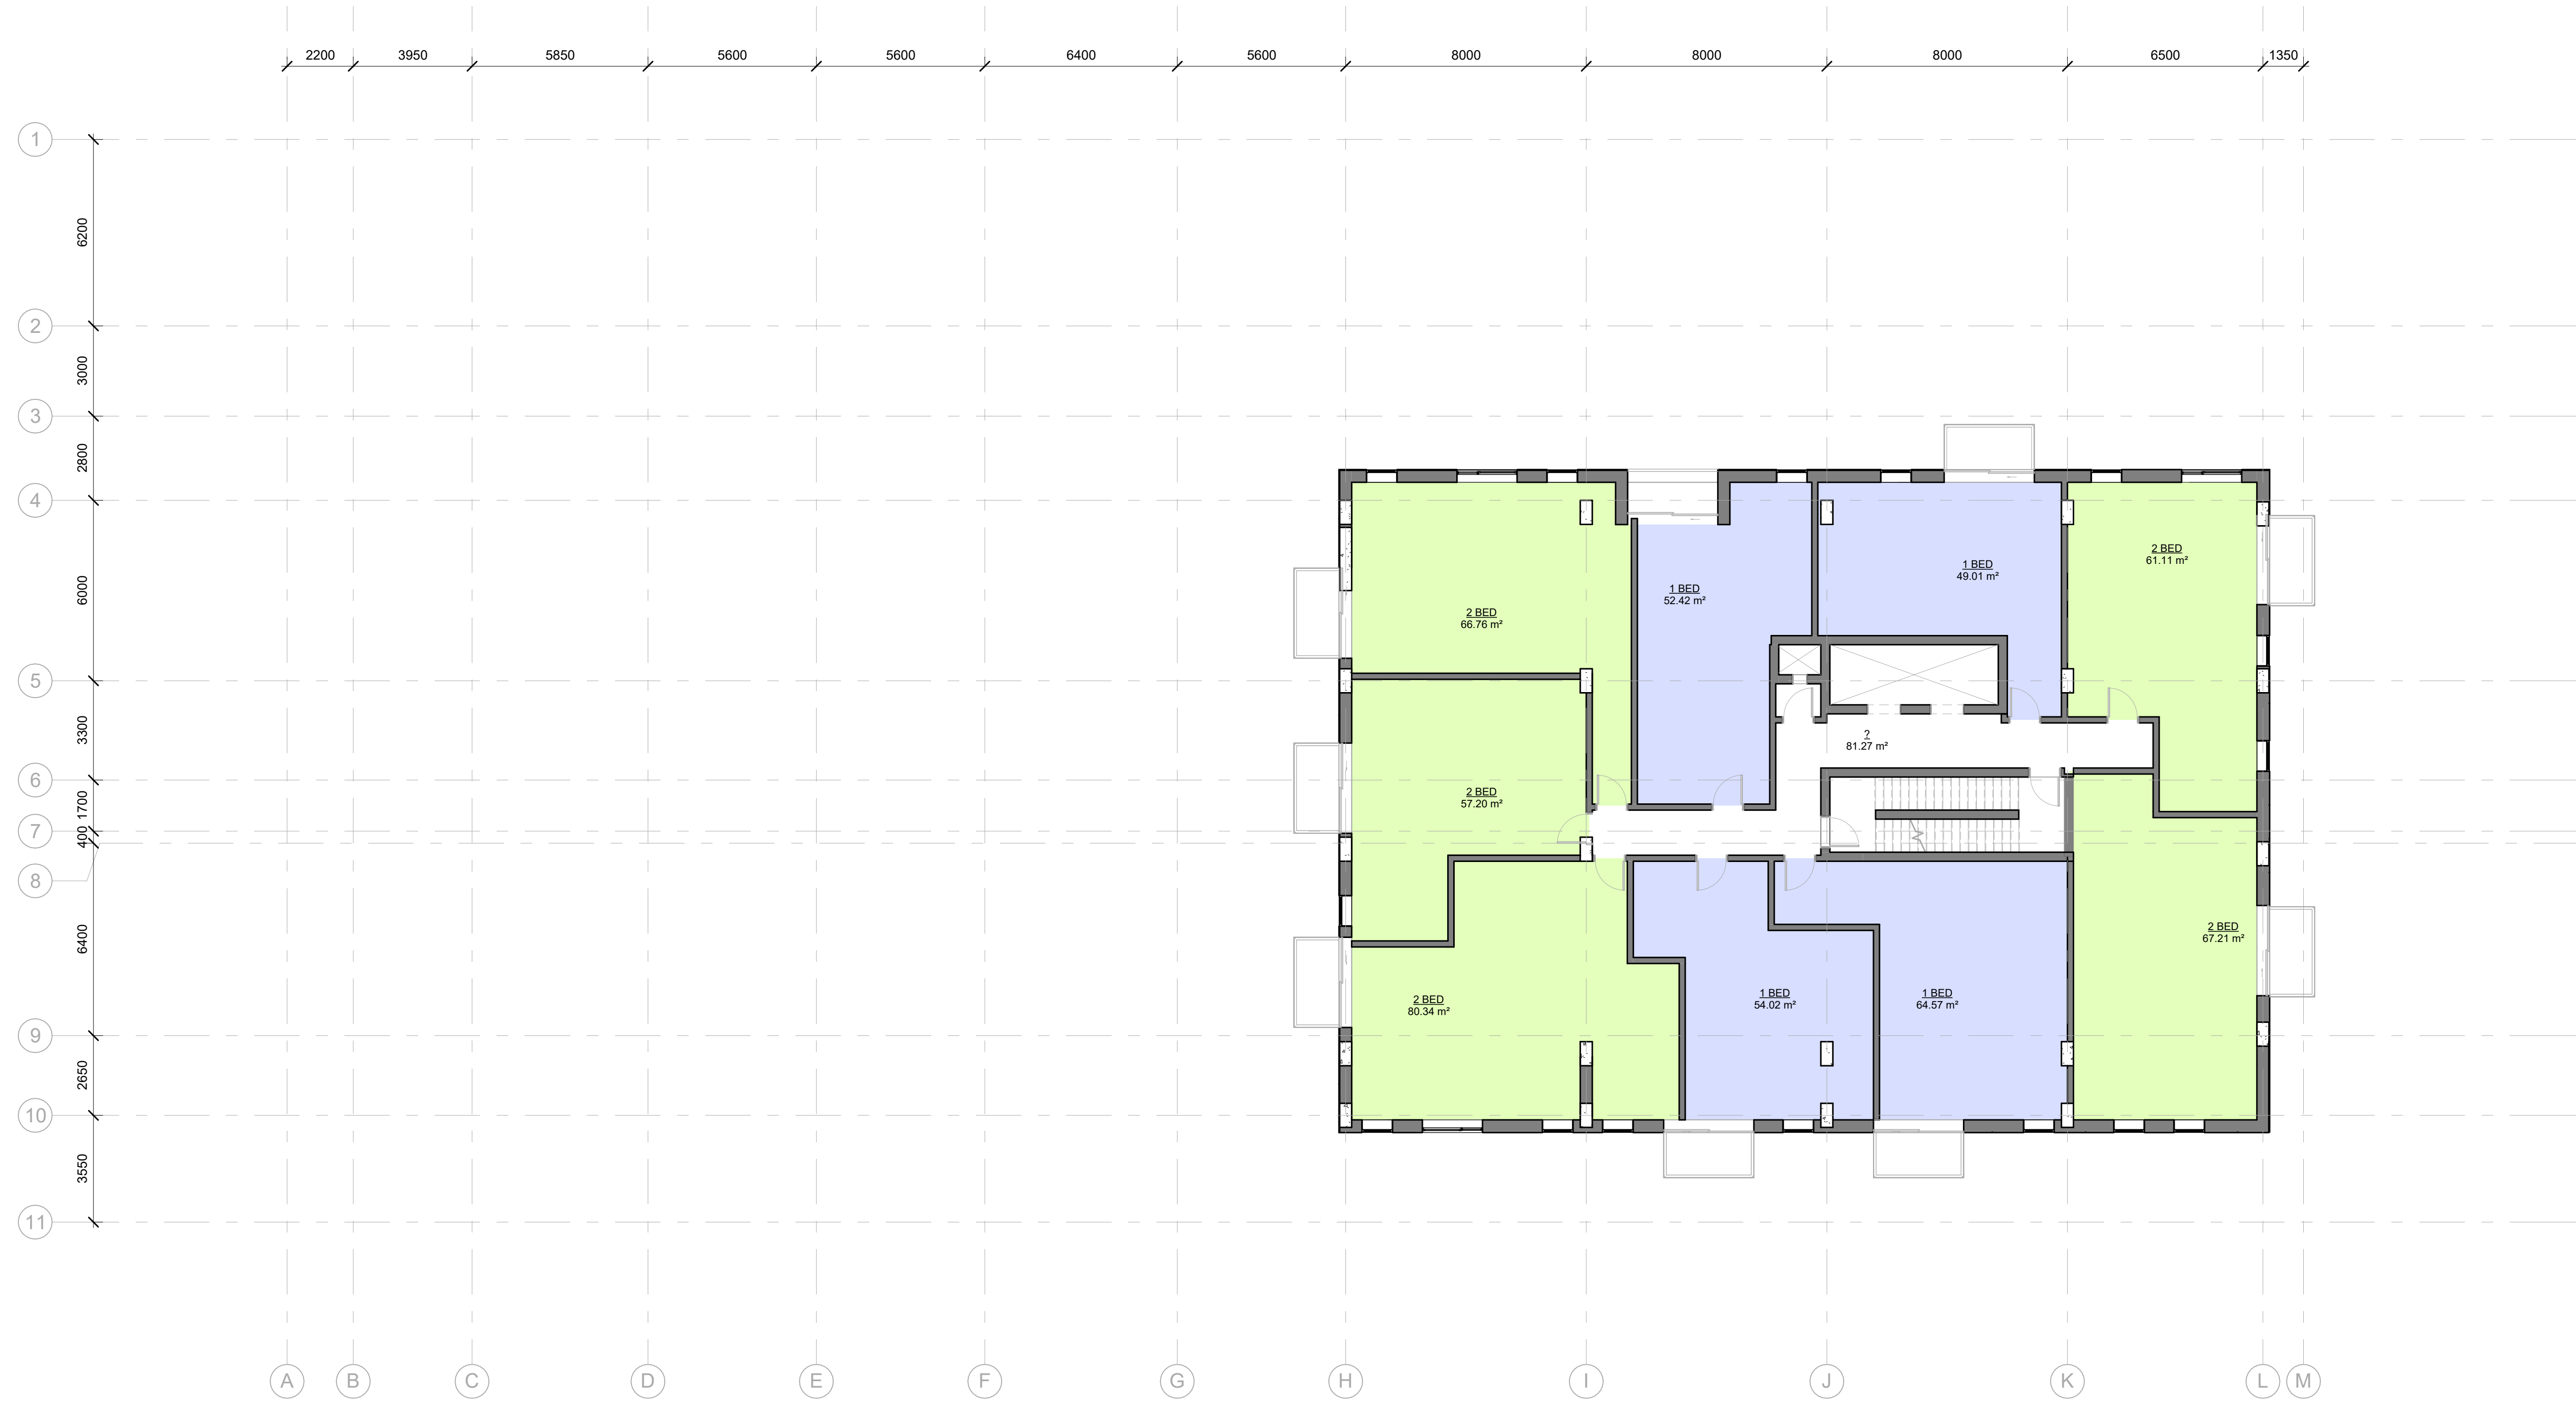 2200 3950 5850 5600 5600 6400 5600 8000 8000 8000 6500 1350
1
6200
2
3000
3
2800
4
6000
5
3300
6
1700
7
400
8
6400
9
2650
10
3550
11
2 BED
61.11 m²
1 BED
49.01 m²
1 BED
52.42 m²
2 BED
66.76 m²
?
81.27 m²
2 BED
57.20 m²
2 BED
67.21 m²
2 BED
80.34 m²
1 BED
54.02 m²
1 BED
64.57 m²
A B C D E F G H I J K L M